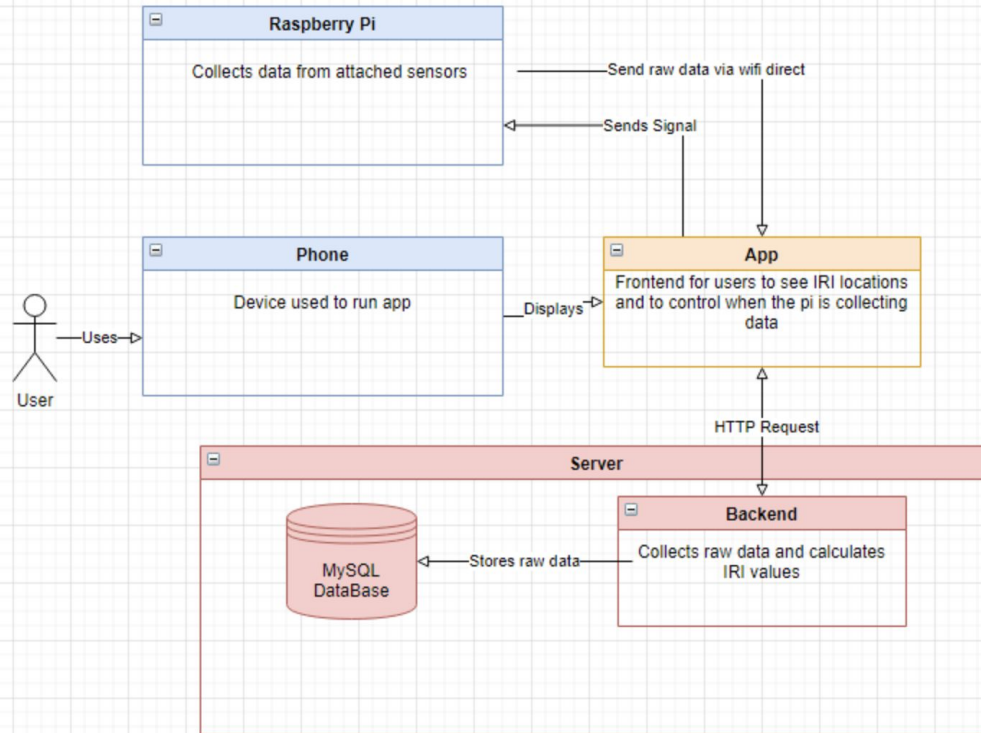 Raspberry Pi
Collects data from attached sensors
Send raw data via wifi direct
Sends Signal
Phone
Device used to run app
App
Frontend for users to see IRI locations
and to control when the pi is collecting
data
Displays
Uses
User
HTTP Request
Server
Backend
Collects raw data and calculates
IRI values
Stores raw data
MySQL
DataBase